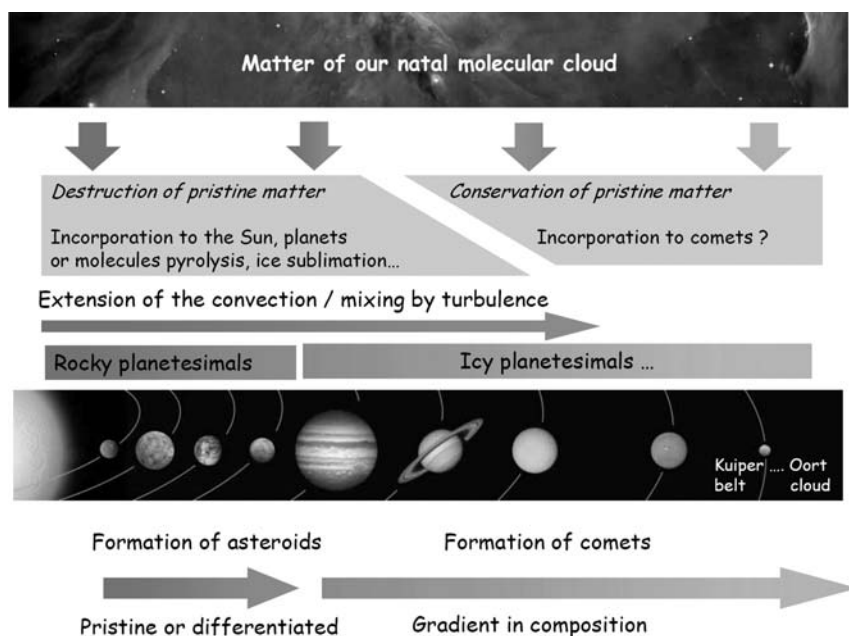 Matter of our natal molecular cloud
Destruction of pristine matter
Incorporation to the Sun, planets
or molecules pyrolysis, ice sublimation…
Conservation of pristine matter
Incorporation to comets ?
Extension of the convection / mixing by turbulence
Rocky planetesimals
Icy planetesimals …
Kuiper …. Oort
belt cloud
Formation of asteroids
Formation of comets
Pristine or differentiated
Gradient in composition